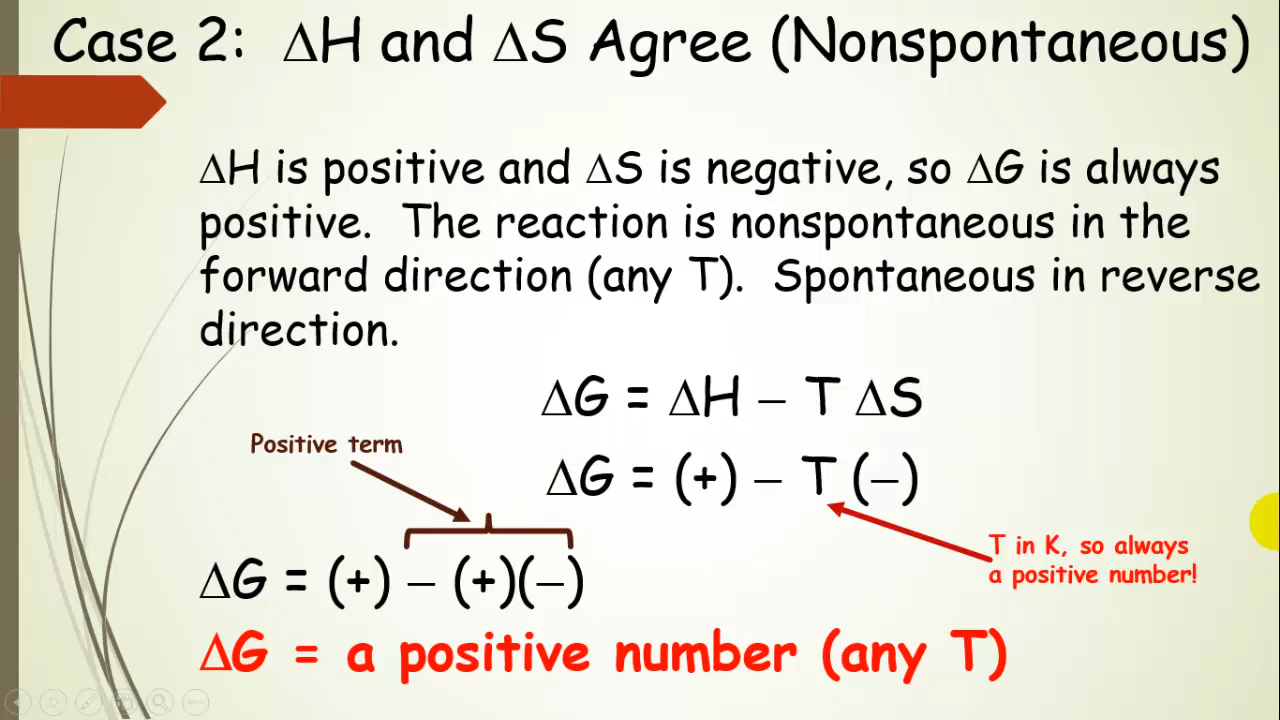 Case 2:  ΔH and ΔS Agree (Nonspontaneous)
ΔH is positive and ΔS is negative, so ΔG is always
positive.  The reaction is nonspontaneous in the
forward direction (any T).  Spontaneous in reverse
direction.
ΔG = ΔH – T ΔS
Positive term
ΔG = (+) – T (–)
T in K, so always
a positive number!
ΔG = (+) – (+)(–)
ΔG = a positive number (any T)